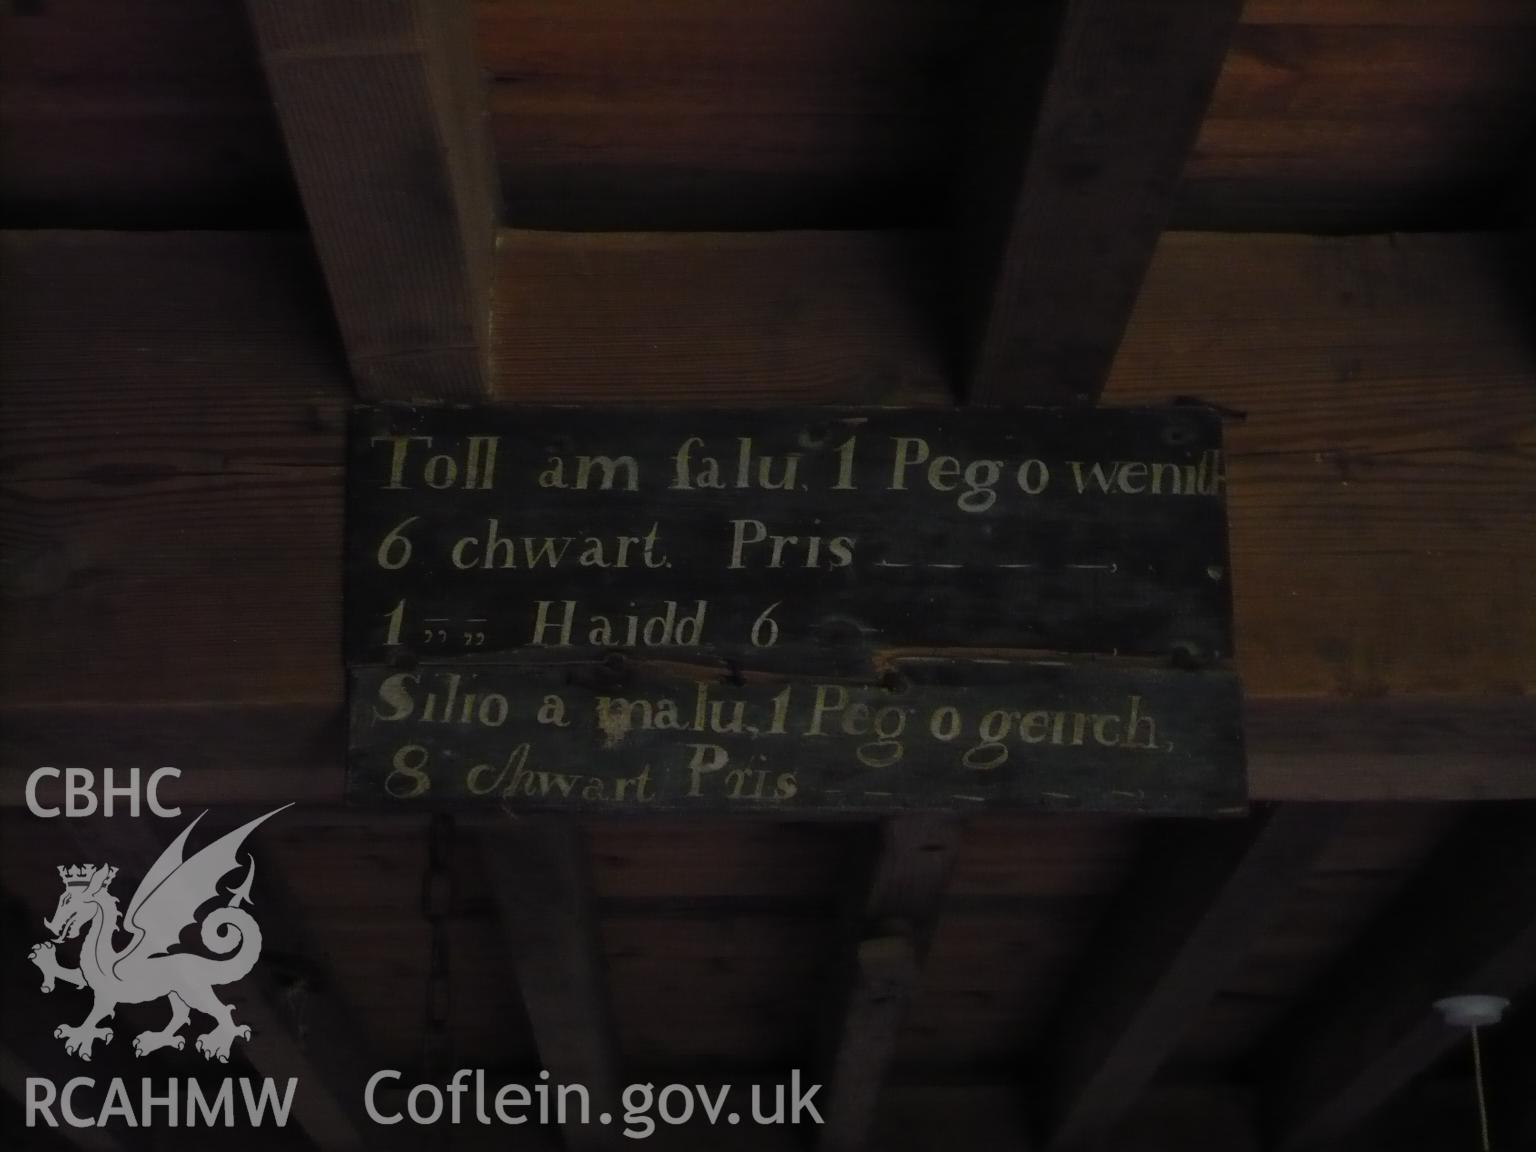 Toll am falu. 1 Peg o wenith
6 chwart. Pris
1 „ „ Haidd 6
Silio a malu, 1 Peg o geirch,
8 chwart Pris
CBHC
RCAHMW
Coflein.gov.uk